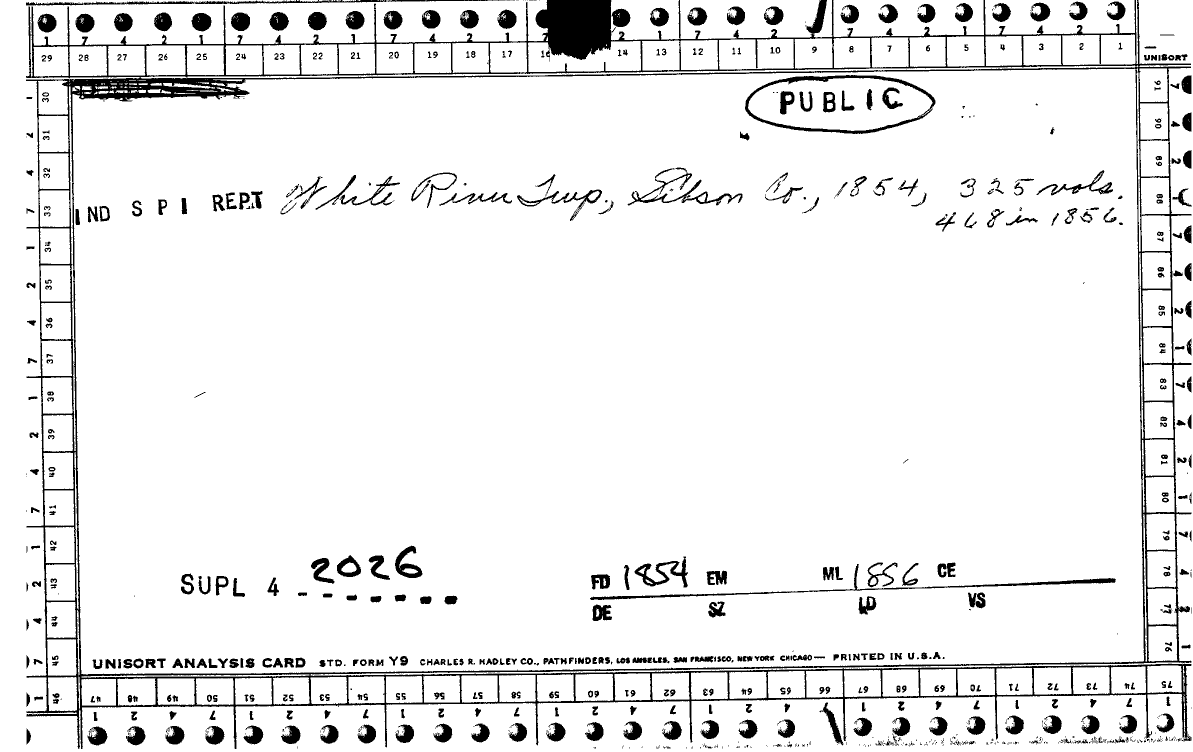 1 7 4 2 1 7 4 2 1 7 4 2 1 7 2 1 7 4 2 1 7 4 2 1 7 4 2 1
29 28 27 26 25 24 23 22 21 20 19 18 17 14 13 12 11 10 9 8 7 6 5 4 3 2 1
UNISORT
PUBLIC
IND S P I REPT White River Twp., Gibson Co., 1854, 325 vols.
468 in 1856.
SUPL 4 2026
FD 1854 EM ML 1856 CE
DE SZ LD VS
UNISORT ANALYSIS CARD STD. FORM Y9 CHARLES R. HADLEY CO., PATHFINDERS, LOS ANGELES, SAN FRANCISCO, NEW YORK CHICAGO — PRINTED IN U.S.A.
30 31 32 33 34 35 36 37 38 39 40 41 42 43 44 45 46
47 48 49 50 51 52 53 54 55 56 57 58 59 60 61 62 63 64 65 66 67 68 69 70 71 72 73 74 75
76 77 78 79 80 81 82 83 84 85 86 87 88 89 90 91